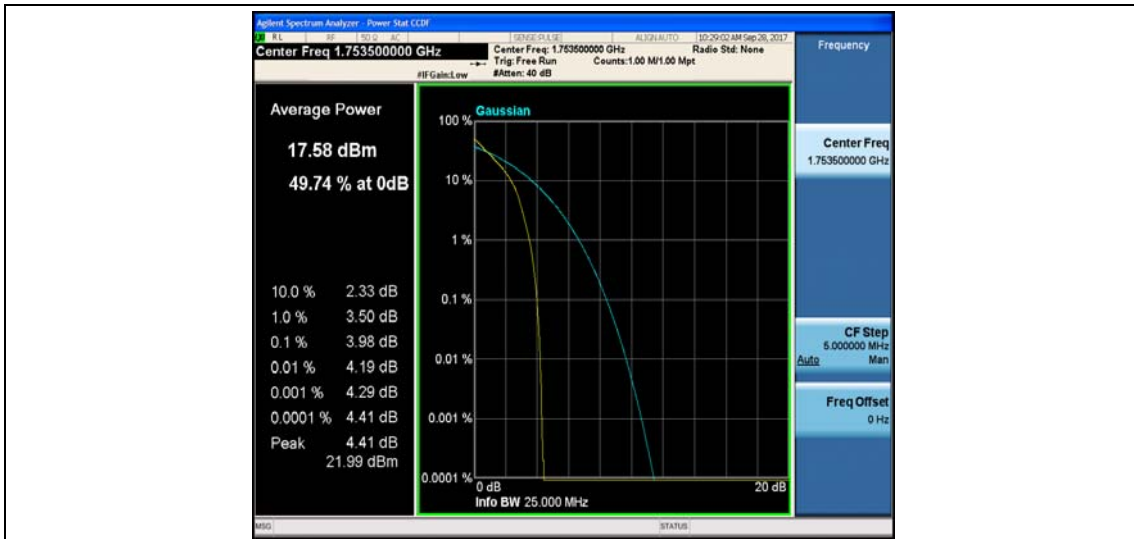 Agilent Spectrum Analyzer - Power Stat CCDF
RL RF 50 Ω AC SENSE:PULSE ALIGN AUTO 10:29:02 AM Sep 28, 2017
Center Freq 1.753500000 GHz
Center Freq: 1.753500000 GHz Radio Std: None
Trig: Free Run Counts:1.00 M/1.00 Mpt
#IFGain:Low #Atten: 40 dB
Frequency
Average Power
17.58 dBm
49.74 % at 0dB
10.0 % 2.33 dB
1.0 % 3.50 dB
0.1 % 3.98 dB
0.01 % 4.19 dB
0.001 % 4.29 dB
0.0001 % 4.41 dB
Peak 4.41 dB
21.99 dBm
Gaussian
100 %
10 %
1 %
0.1 %
0.01 %
0.001 %
0.0001 %
0 dB 20 dB
Info BW 25.000 MHz
Center Freq
1.753500000 GHz
CF Step
5.000000 MHz
Auto Man
Freq Offset
0 Hz
MSG STATUS